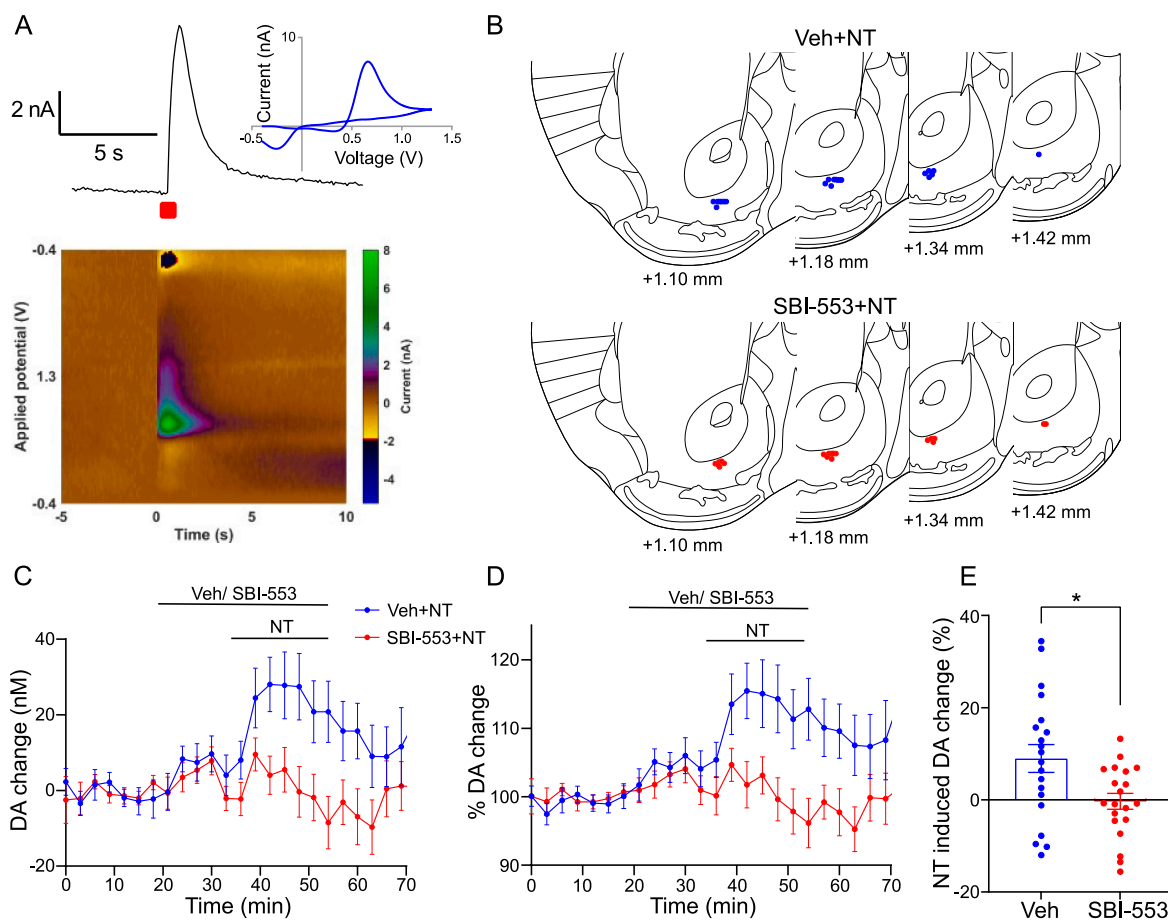 A
2 nA
5 s
Current (nA)
10
-0.5
0.5
1.0
1.5
Voltage (V)
Applied potential (V)
-0.4
1.3
-0.4
-5
0
5
10
Time (s)
8
6
4
2
0
-2
-4
Current (nA)
B
Veh+NT
+1.10 mm
+1.18 mm
+1.34 mm
+1.42 mm
SBI-553+NT
+1.10 mm
+1.18 mm
+1.34 mm
+1.42 mm
C
Veh/ SBI-553
NT
Veh+NT
SBI-553+NT
DA change (nM)
40
20
0
-20
0
10
20
30
40
50
60
70
Time (min)
D
Veh/ SBI-553
NT
% DA change
120
110
100
90
0
10
20
30
40
50
60
70
Time (min)
E
*
NT induced DA change (%)
40
20
0
-20
Veh
SBI-553